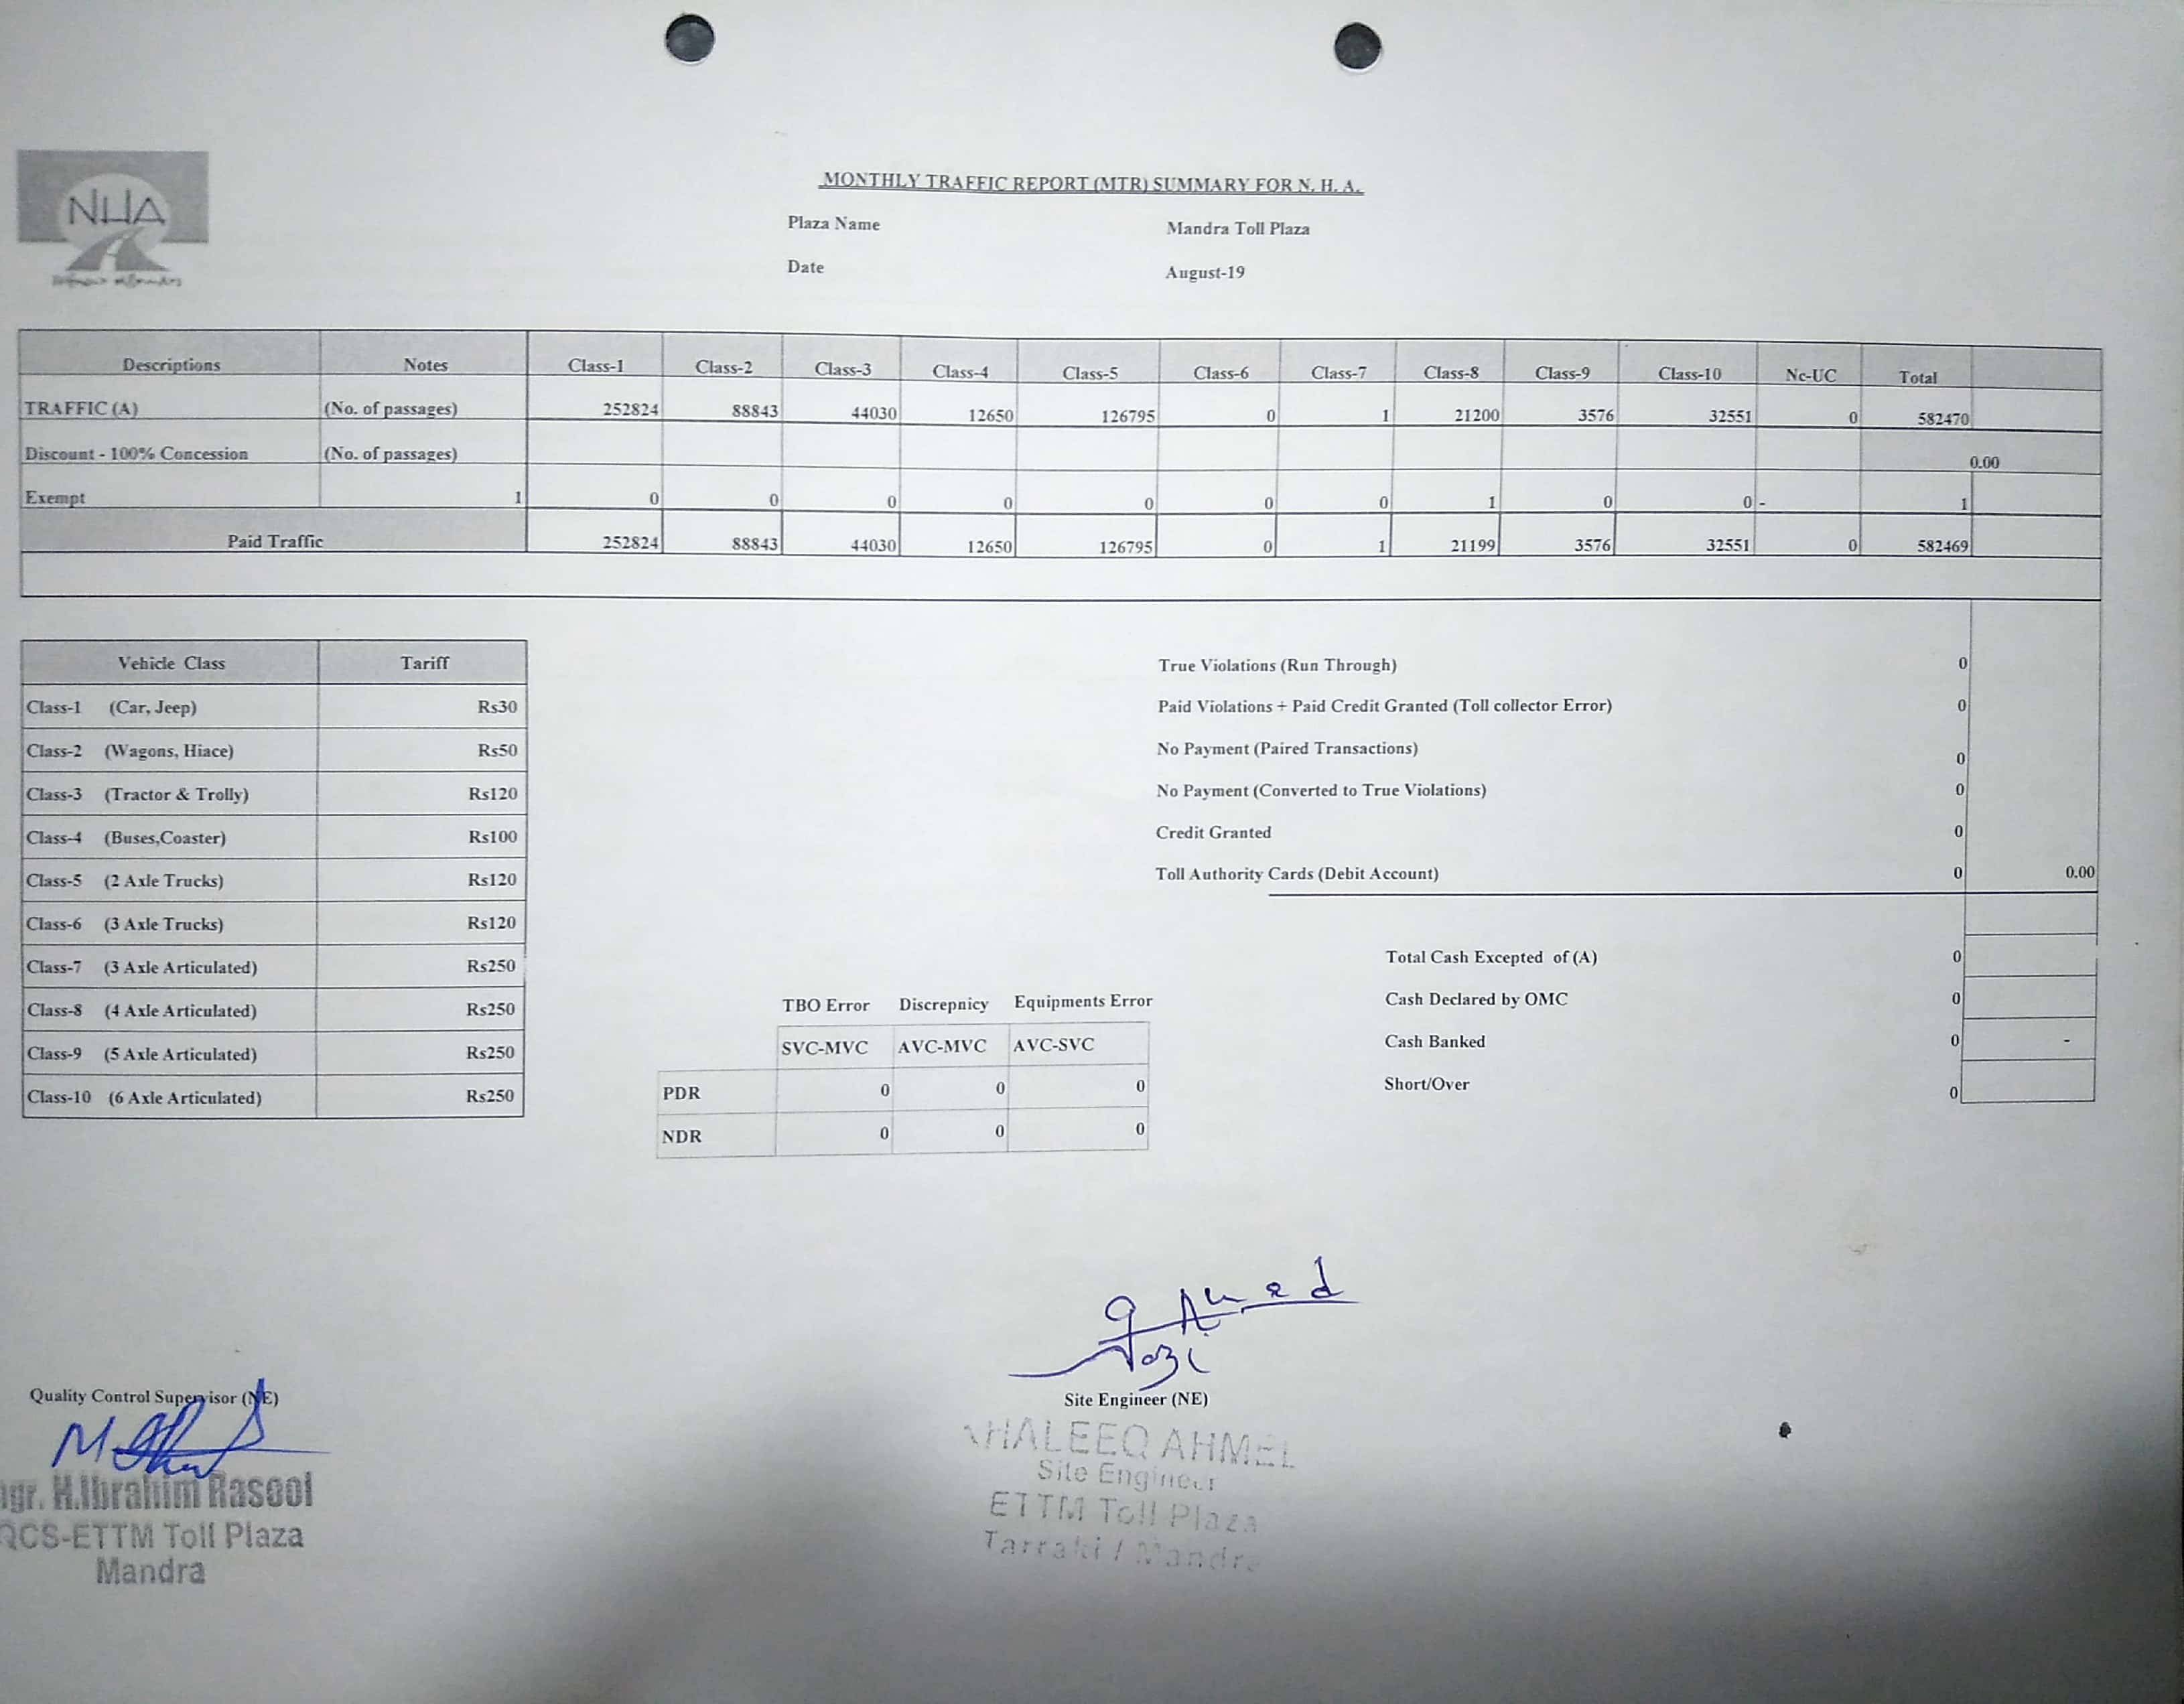 NHA
MONTHLY TRAFFIC REPORT (MTR) SUMMARY FOR N. H. A.
Plaza Name Mandra Toll Plaza
Date August-19
Descriptions Notes Class-1 Class-2 Class-3 Class-4 Class-5 Class-6 Class-7 Class-8 Class-9 Class-10 Nc-UC Total
TRAFFIC (A) (No. of passages) 252824 88843 44030 12650 126795 0 1 21200 3576 32551 0 582470
Discount - 100% Concession (No. of passages) 0.00
Exempt 1 0 0 0 0 0 0 0 1 0 0 - 1
Paid Traffic 252824 88843 44030 12650 126795 0 1 21199 3576 32551 0 582469
Vehicle Class Tariff
Class-1 (Car, Jeep) Rs30
Class-2 (Wagons, Hiace) Rs50
Class-3 (Tractor & Trolly) Rs120
Class-4 (Buses,Coaster) Rs100
Class-5 (2 Axle Trucks) Rs120
Class-6 (3 Axle Trucks) Rs120
Class-7 (3 Axle Articulated) Rs250
Class-8 (4 Axle Articulated) Rs250
Class-9 (5 Axle Articulated) Rs250
Class-10 (6 Axle Articulated) Rs250
True Violations (Run Through) 0
Paid Violations + Paid Credit Granted (Toll collector Error) 0
No Payment (Paired Transactions) 0
No Payment (Converted to True Violations) 0
Credit Granted 0
Toll Authority Cards (Debit Account) 0 0.00
Total Cash Excepted of (A) 0
Cash Declared by OMC 0
Cash Banked 0 -
Short/Over 0
TBO Error Discrepnicy Equipments Error
SVC-MVC AVC-MVC AVC-SVC
PDR 0 0 0
NDR 0 0 0
Quality Control Supervisor (NE)
H.Ibrahim Rasool
QCS-ETTM Toll Plaza
Mandra
Site Engineer (NE)
HALEEQ AHMED
Site Engineer
ETTM Toll Plaza
Tarraki / Mandra